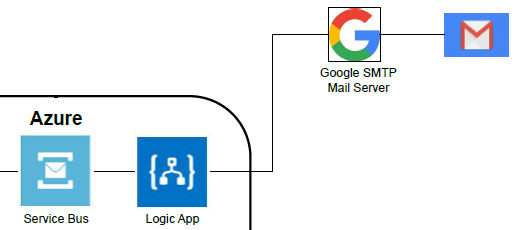 Google SMTP
Mail Server
Azure
Service Bus
Logic App